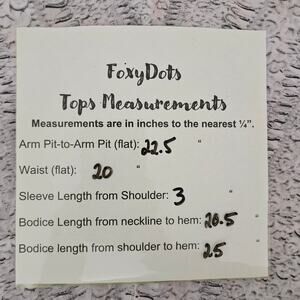 FoxyDots
Tops Measurements
Measurements are in inches to the nearest ¼".
Arm Pit-to-Arm Pit (flat): 22.5 "
Waist (flat): 20 "
Sleeve Length from Shoulder: 3 "
Bodice Length from neckline to hem: 20.5 "
Bodice length from shoulder to hem: 25 "